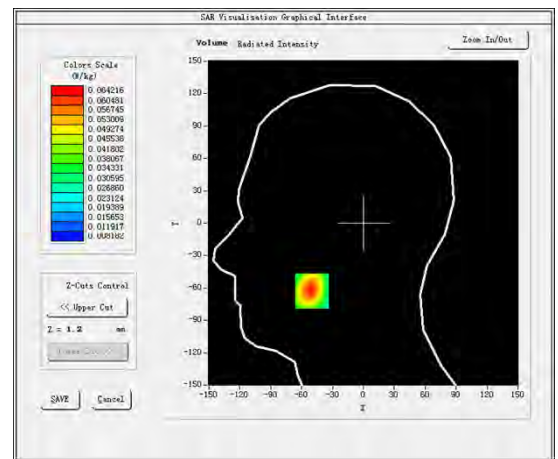 SAR Visualisation Graphical Interface
Volume Radiated Intensity
Zoom In/Out
Colors Scale
(W/kg)
0.064216
0.060481
0.056745
0.053009
0.049274
0.045538
0.041802
0.038067
0.034331
0.030595
0.026860
0.023124
0.019389
0.015653
0.011917
0.008182
150
90
30
0
-30
-60
-90
-120
-150
Y
-150 -120 -90 -60 -30 0 30 60 90 120 150
X
Z-Cuts Control
<< Upper Cut
Z = 1.2 mm
SAVE
Cancel